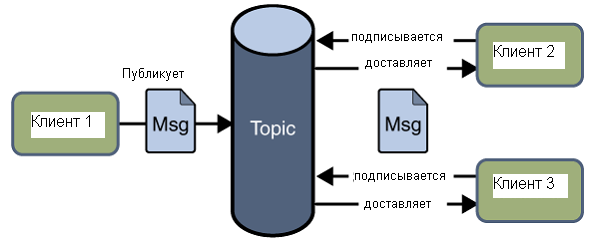 Публикует
Клиент 1
Msg
Topic
подписывается
доставляет
Клиент 2
Msg
подписывается
доставляет
Клиент 3